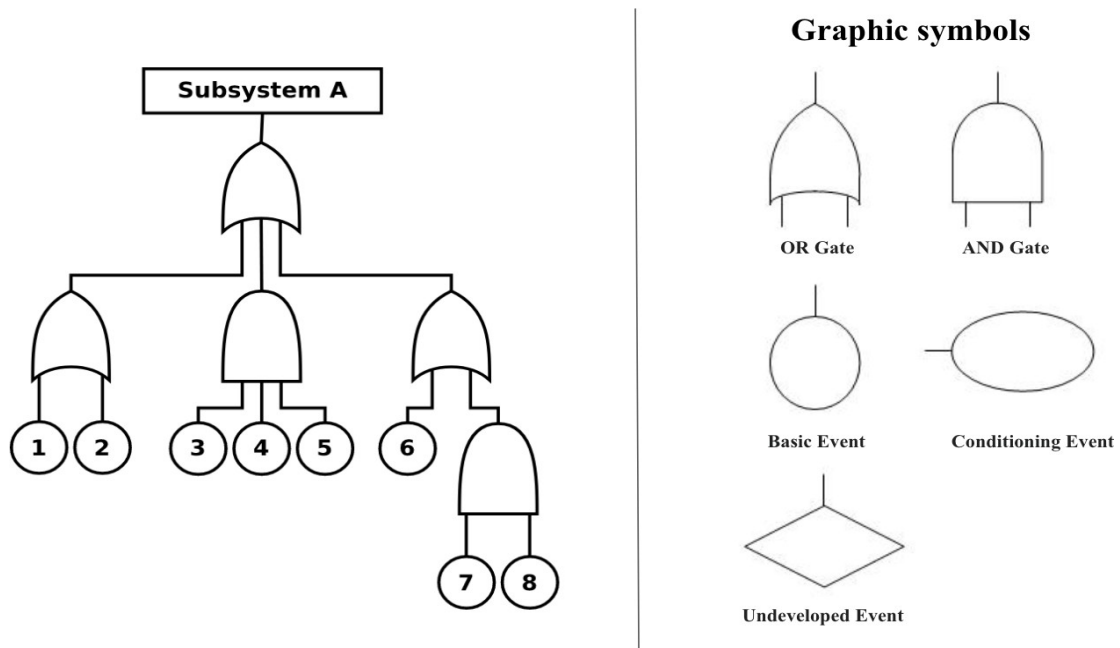 Subsystem A
1 2 3 4 5 6
7 8
Graphic symbols
OR Gate AND Gate
Basic Event Conditioning Event
Undeveloped Event